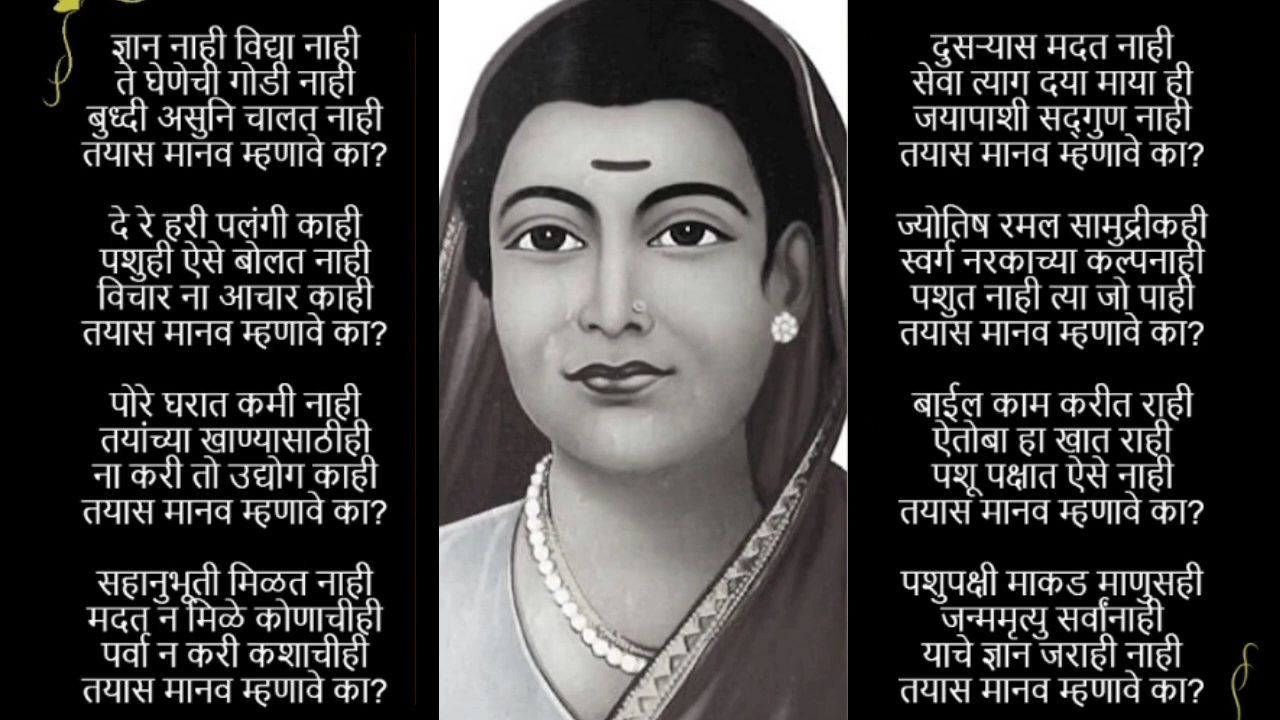 ज्ञान नाही विद्या नाही
ते घेणेची गोडी नाही
बुध्दी असुनि चालत नाही
तयास मानव म्हणावे का?
दे रे हरी पलंगी काही
पशुही ऐसे बोलत नाही
विचार ना आचार काही
तयास मानव म्हणावे का?
पोरे घरात कमी नाही
तयांच्या खाण्यासाठीही
ना करी तो उद्योग काही
तयास मानव म्हणावे का?
सहानुभूती मिळत नाही
मदत न मिळे कोणाचीही
पर्वा न करी कशाचीही
तयास मानव म्हणावे का?
दुसऱ्यास मदत नाही
सेवा त्याग दया माया ही
जयापाशी सद्गुण नाही
तयास मानव म्हणावे का?
ज्योतिष रमल सामुद्रीकही
स्वर्ग नरकाच्या कल्पनाही
पशुत नाही त्या जो पाही
तयास मानव म्हणावे का?
बाईल काम करीत राही
ऐतोबा हा खात राही
पशू पक्षात ऐसे नाही
तयास मानव म्हणावे का?
पशुपक्षी माकड माणुसही
जन्ममृत्यु सर्वांनाही
याचे ज्ञान जराही नाही
तयास मानव म्हणावे का?